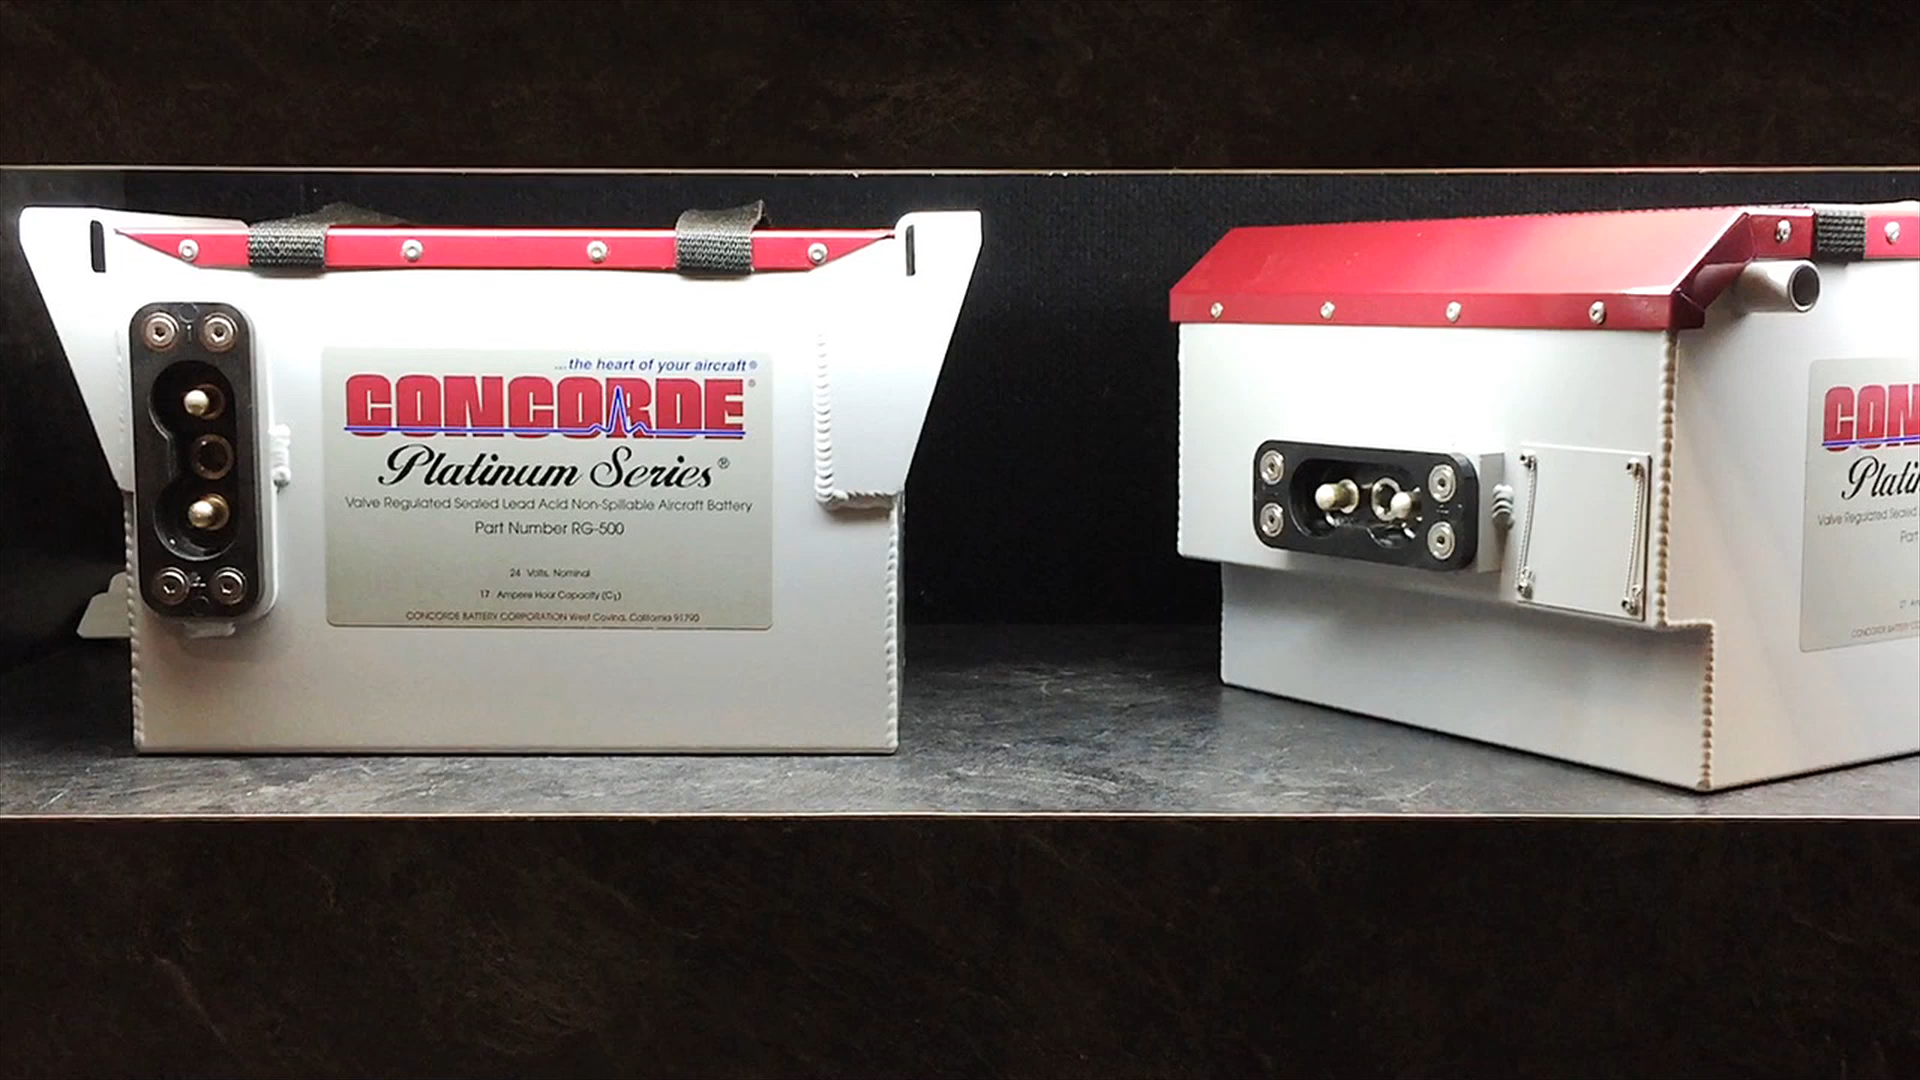 ...the heart of your aircraft®
CONCORDE®
Platinum Series®
Valve Regulated Sealed Lead Acid Non-Spillable Aircraft Battery
Part Number RG-500
24 Volts, Nominal
17 Ampere Hour Capacity (C1)
CONCORDE BATTERY CORPORATION West Covina, California 91790
CON
Platin
Valve Regulated Sealed
Part